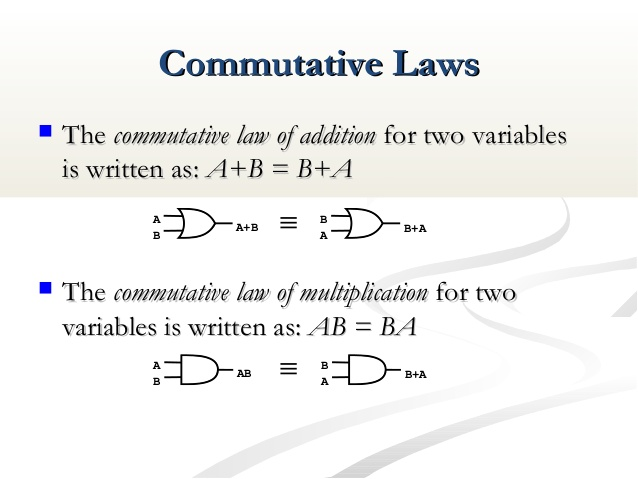 Commutative Laws
The commutative law of addition for two variables
is written as: A+B = B+A
A
B
A+B
≡
B
A
B+A
The commutative law of multiplication for two
variables is written as: AB = BA
A
B
AB
≡
B
A
B+A